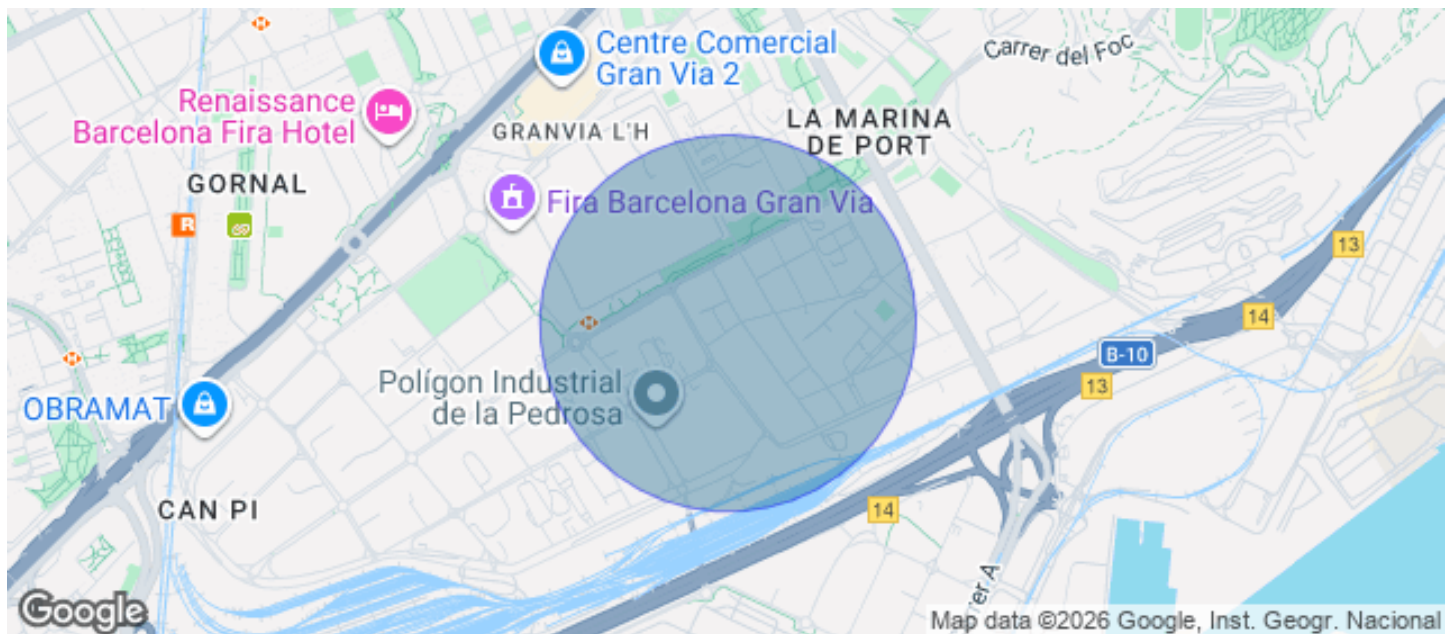 Centre Comercial
Gran Via 2
Carrer del Foc
Renaissance
Barcelona Fira Hotel
GRANVIA L'H
LA MARINA
DE PORT
GORNAL
R
Fira Barcelona Gran Via
13
14
B-10
13
Polígon Industrial
de la Pedrosa
OBRAMAT
CAN PI
14
er A
Google
Map data ©2026 Google, Inst. Geogr. Nacional